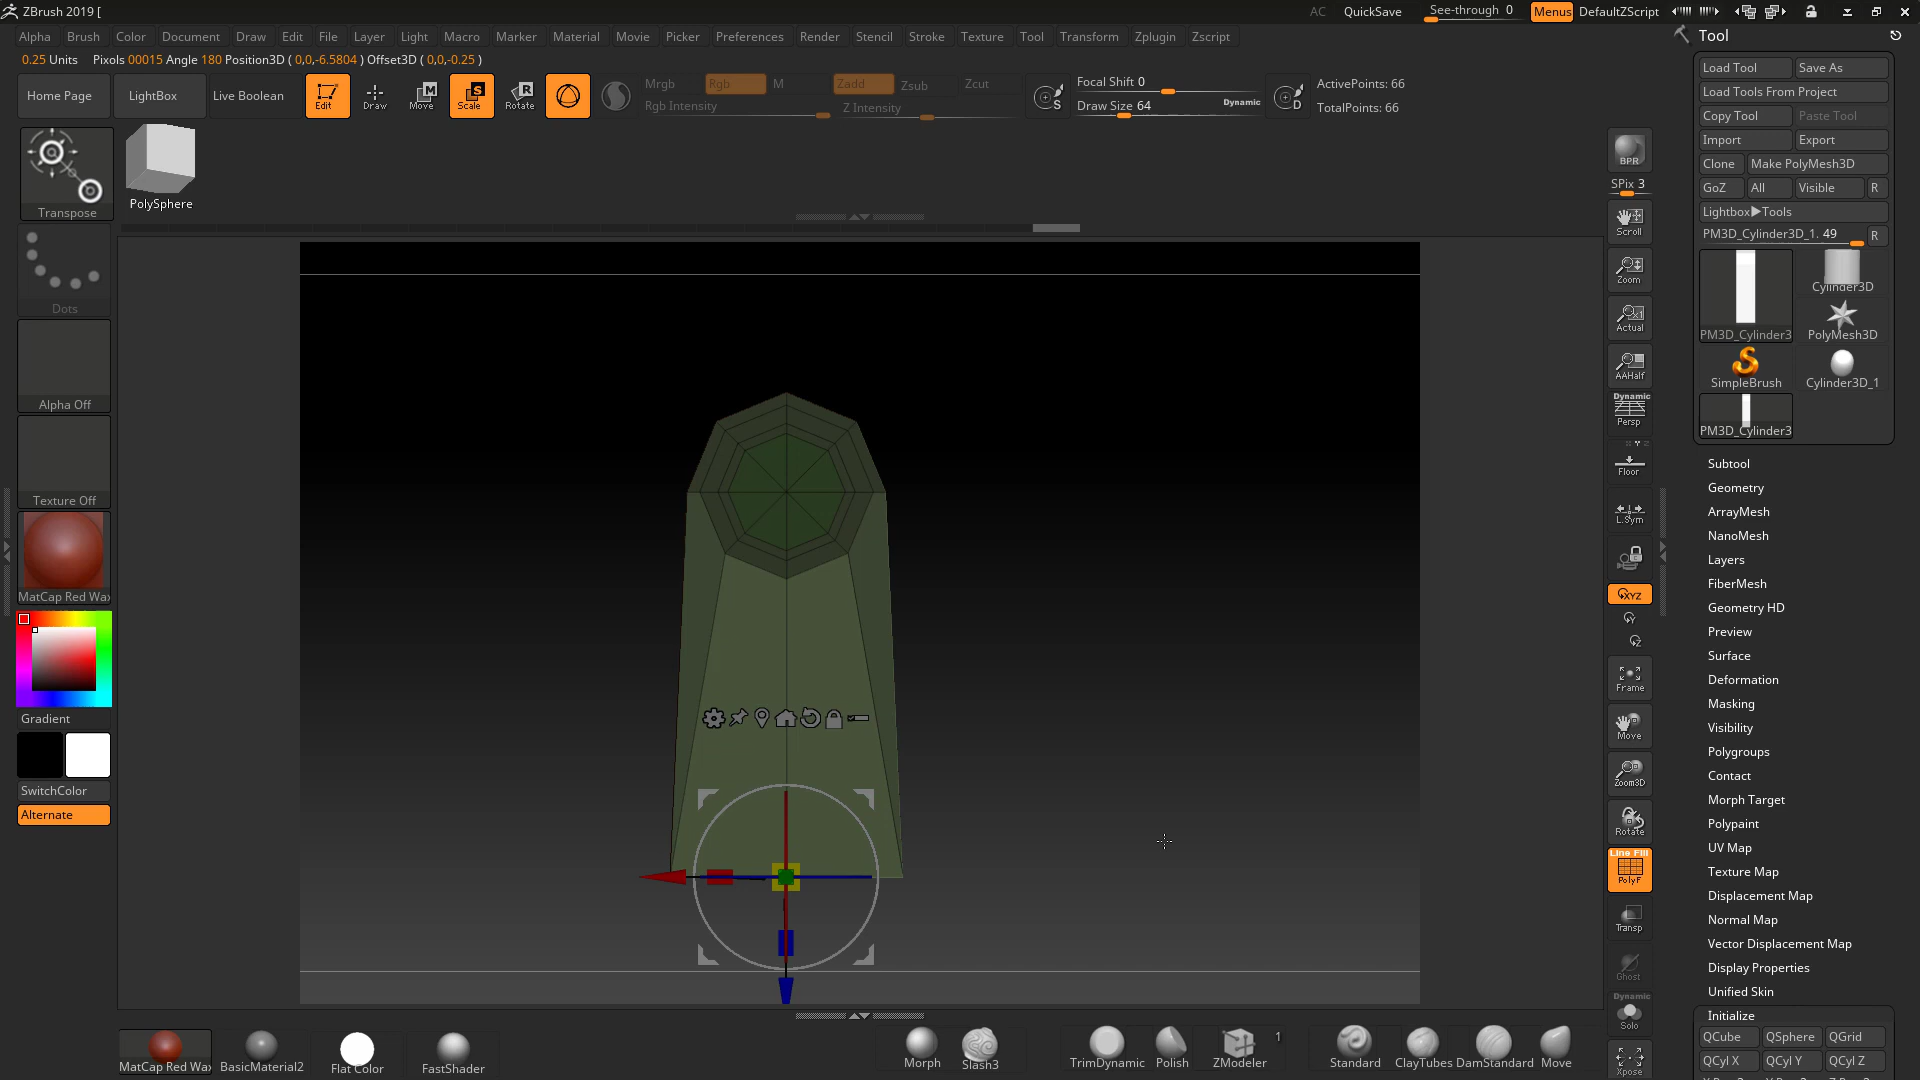 ZBrush 2019 [
AC QuickSave See-through 0 Menus DefaultZScript
Alpha Brush Color Document Draw Edit File Layer Light Macro Marker Material Movie Picker Preferences Render Stencil Stroke Texture Tool Transform Zplugin Zscript
0.25 Units Pixols 00015 Angle 180 Position3D ( 0,0,-6.5804 ) Offset3D ( 0,0,-0.25 )
Home Page LightBox Live Boolean Edit Draw Move Scale Rotate
Mrgb Rgb M Zadd Zsub Zcut
Rgb Intensity Z Intensity
Focal Shift 0
Draw Size 64 Dynamic
ActivePoints: 66
TotalPoints: 66
Transpose
PolySphere
Dots
Alpha Off
Texture Off
MatCap Red Wax
Gradient
SwitchColor
Alternate
BPR
SPix 3
Scroll
Zoom
Actual
AAHalf
Dynamic
Persp
Floor
L.Sym
XYZ
Frame
Move
Zoom3D
Rotate
Line Fill
PolyF
Transp
Ghost
Dynamic
Solo
Xpose
Tool
Load Tool Save As
Load Tools From Project
Copy Tool Paste Tool
Import Export
Clone Make PolyMesh3D
GoZ All Visible R
Lightbox▶Tools
PM3D_Cylinder3D_1. 49 R
Cylinder3D
PM3D_Cylinder3 PolyMesh3D
SimpleBrush Cylinder3D_1
PM3D_Cylinder3
Subtool
Geometry
ArrayMesh
NanoMesh
Layers
FiberMesh
Geometry HD
Preview
Surface
Deformation
Masking
Visibility
Polygroups
Contact
Morph Target
Polypaint
UV Map
Texture Map
Displacement Map
Normal Map
Vector Displacement Map
Display Properties
Unified Skin
Initialize
QCube QSphere QGrid
QCyl X QCyl Y QCyl Z
MatCap Red Wax BasicMaterial2 Flat Color FastShader Morph Slash3 TrimDynamic Polish ZModeler 1 Standard ClayTubes DamStandard Move